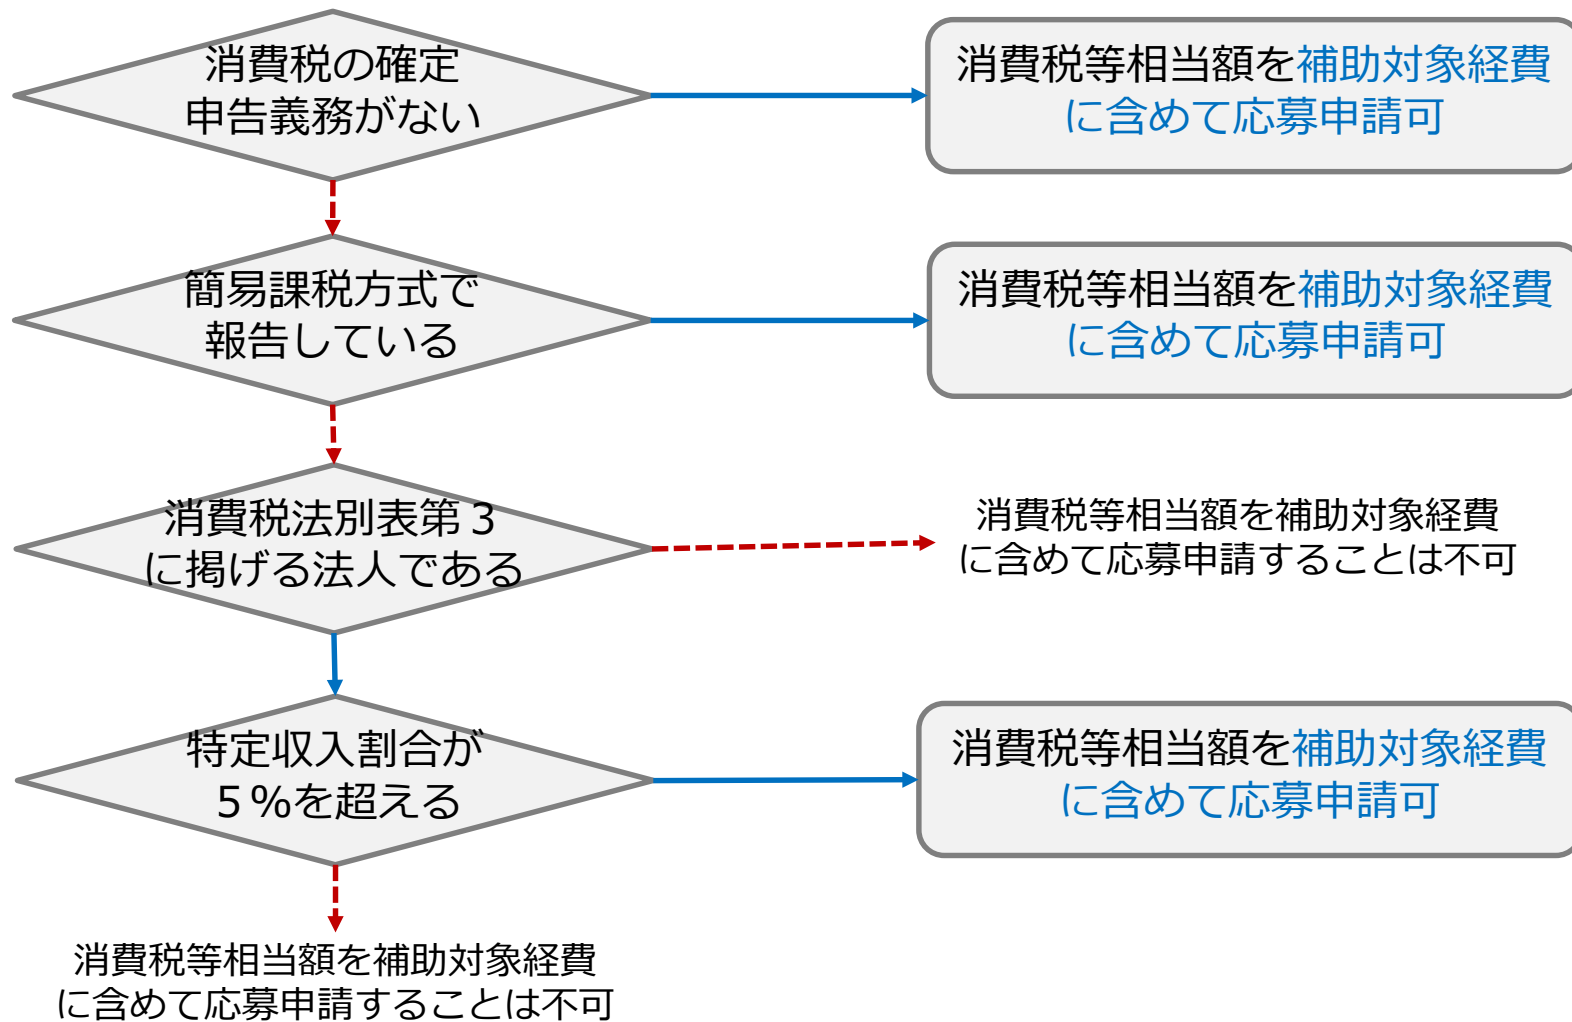 消費税の確定
申告義務がない
消費税等相当額を補助対象経費
に含めて応募申請可
簡易課税方式で
報告している
消費税等相当額を補助対象経費
に含めて応募申請可
消費税法別表第３
に掲げる法人である
消費税等相当額を補助対象経費
に含めて応募申請することは不可
特定収入割合が
５％を超える
消費税等相当額を補助対象経費
に含めて応募申請可
消費税等相当額を補助対象経費
に含めて応募申請することは不可